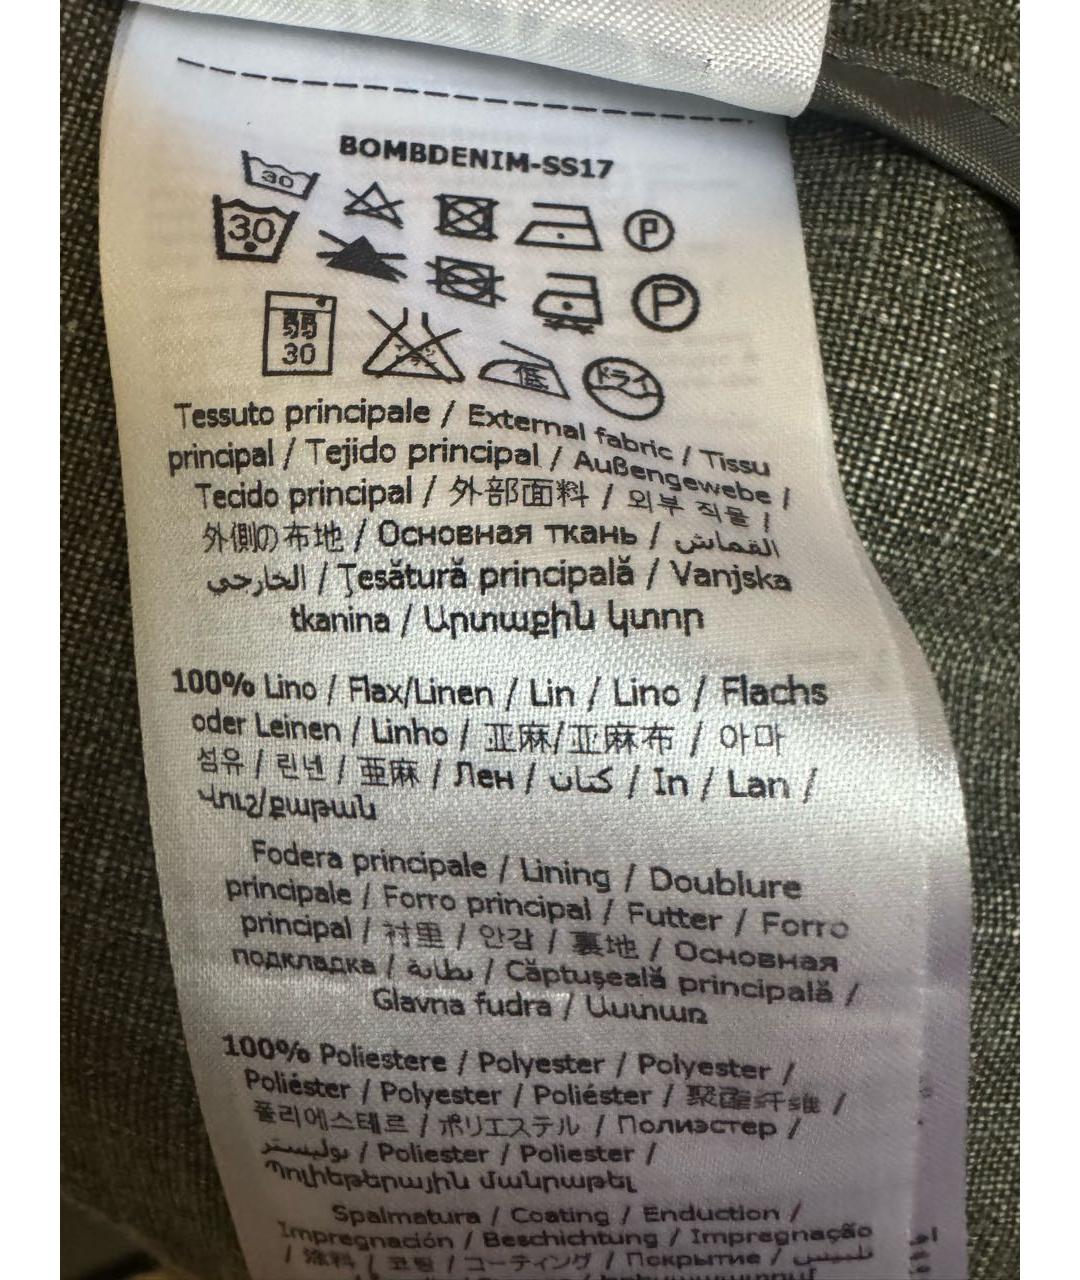 BOMBDENIM-SS17
30 P
30 P
弱 30 低 ドライ
Tessuto principale / External fabric / Tissu
principal / Tejido principal / Außengewebe /
Tecido principal / 外部面料 / 외부 직물 /
外側の布地 / Основная ткань / القماش
الخارجي / Ţesătură principală / Vanjska
tkanina / Արտաքին կտոր
100% Lino / Flax/Linen / Lin / Lino / Flachs
oder Leinen / Linho / 亚麻/亚麻布 / 아마
섬유 / 린넨 / 亜麻 / Лен / كتان / In / Lan /
Վուշ/քաթան
Fodera principale / Lining / Doublure
principale / Forro principal / Futter / Forro
principal / 衬里 / 안감 / 裏地 / Основная
подкладка / بطانة / Căptuşeală principală /
Glavna fudra / Աստառ
100% Poliestere / Polyester / Polyester /
Poliéster / Polyester / Poliéster / 聚酯纤维 /
폴리에스테르 / ポリエステル / Полиэстер /
بوليستر / Poliester / Poliester /
Պոլիեթերային մանրաթել
Spalmatura / Coating / Enduction /
Impregnación / Beschichtung / Impregnação
/ 涂料 / 코팅 / コーティング / Покрытие / تلبيس /